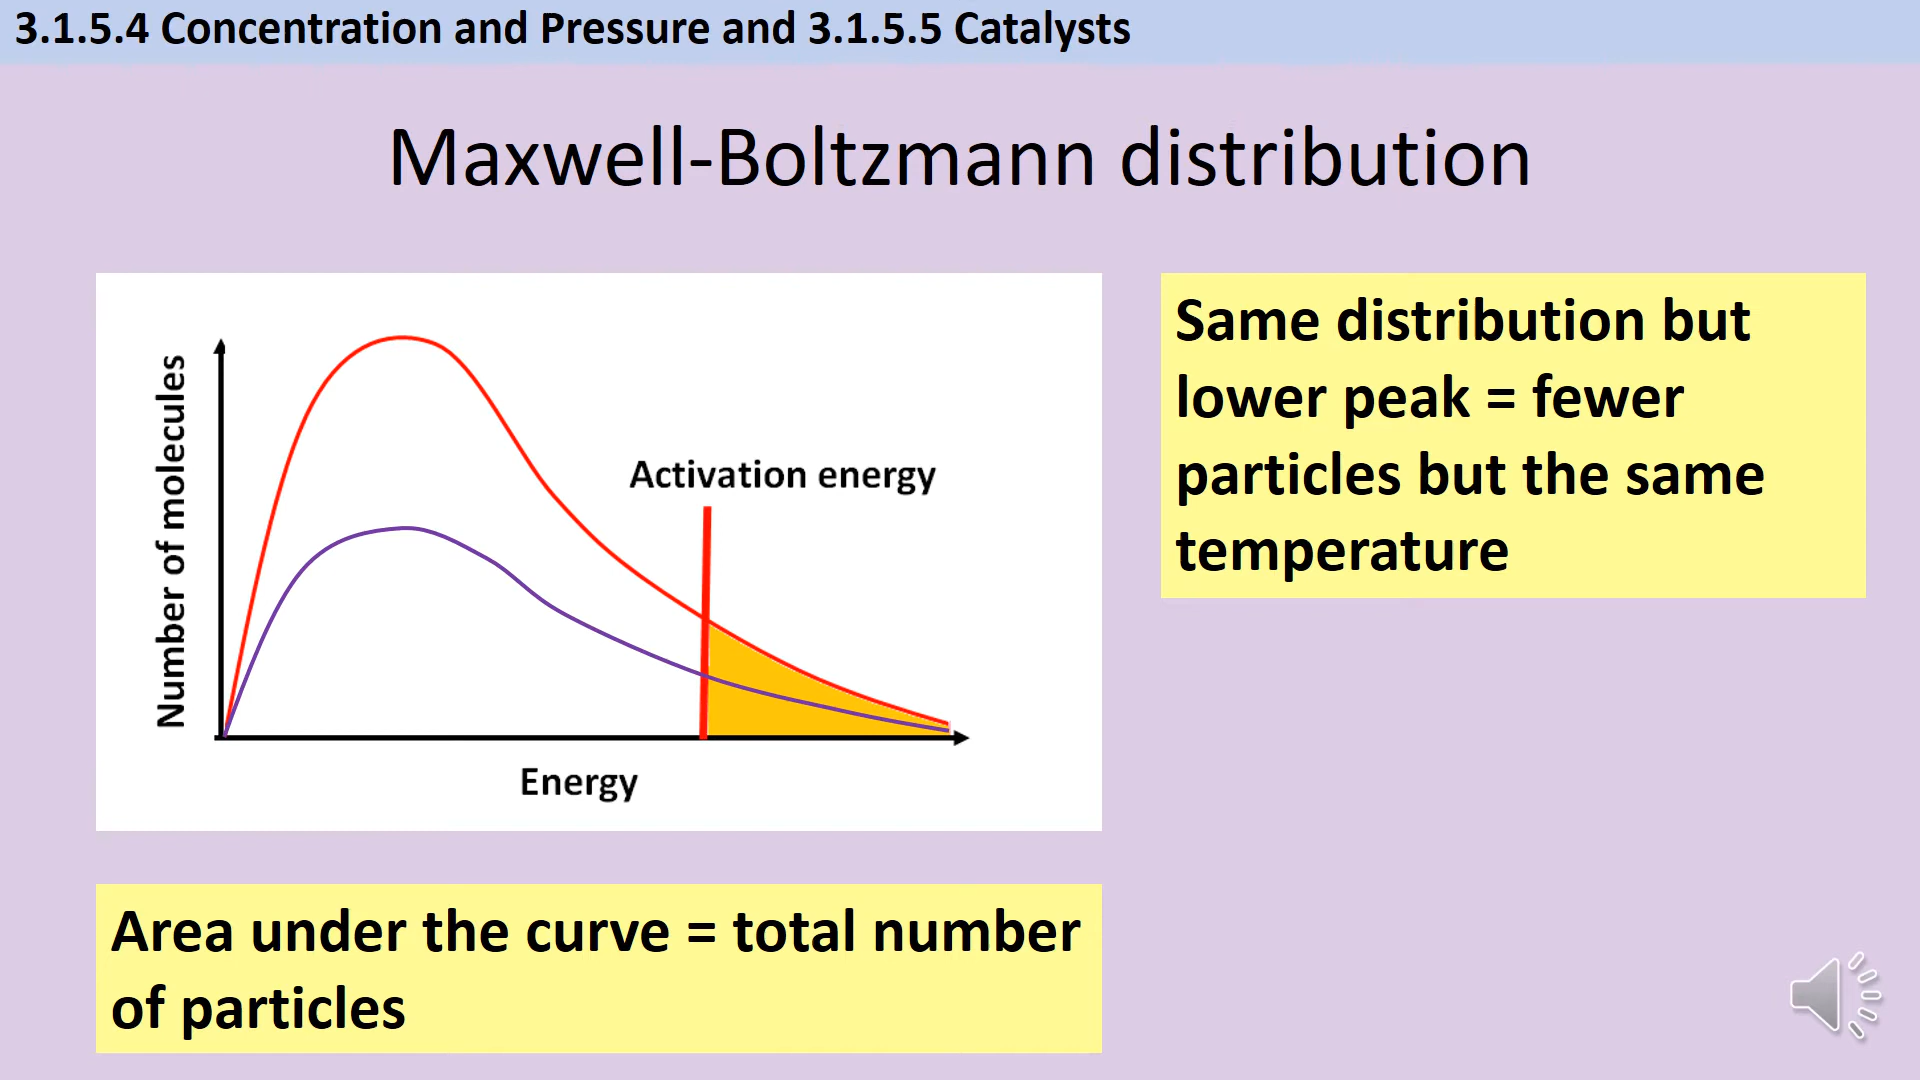 3.1.5.4 Concentration and Pressure and 3.1.5.5 Catalysts
Maxwell-Boltzmann distribution
Number of molecules
Activation energy
Energy
Same distribution but
lower peak = fewer
particles but the same
temperature
Area under the curve = total number
of particles